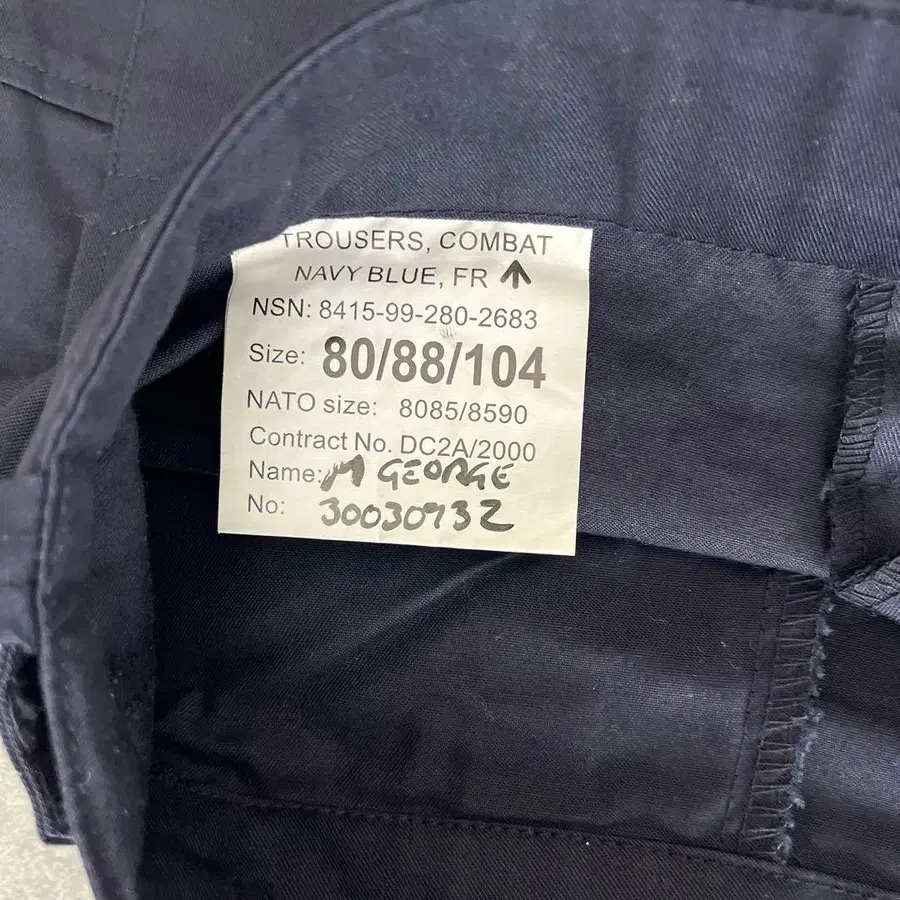 TROUSERS, COMBAT
NAVY BLUE, FR
NSN: 8415-99-280-2683
Size: 80/88/104
NATO size: 8085/8590
Contract No. DC2A/2000
Name: M GEORGE
No: 30030932